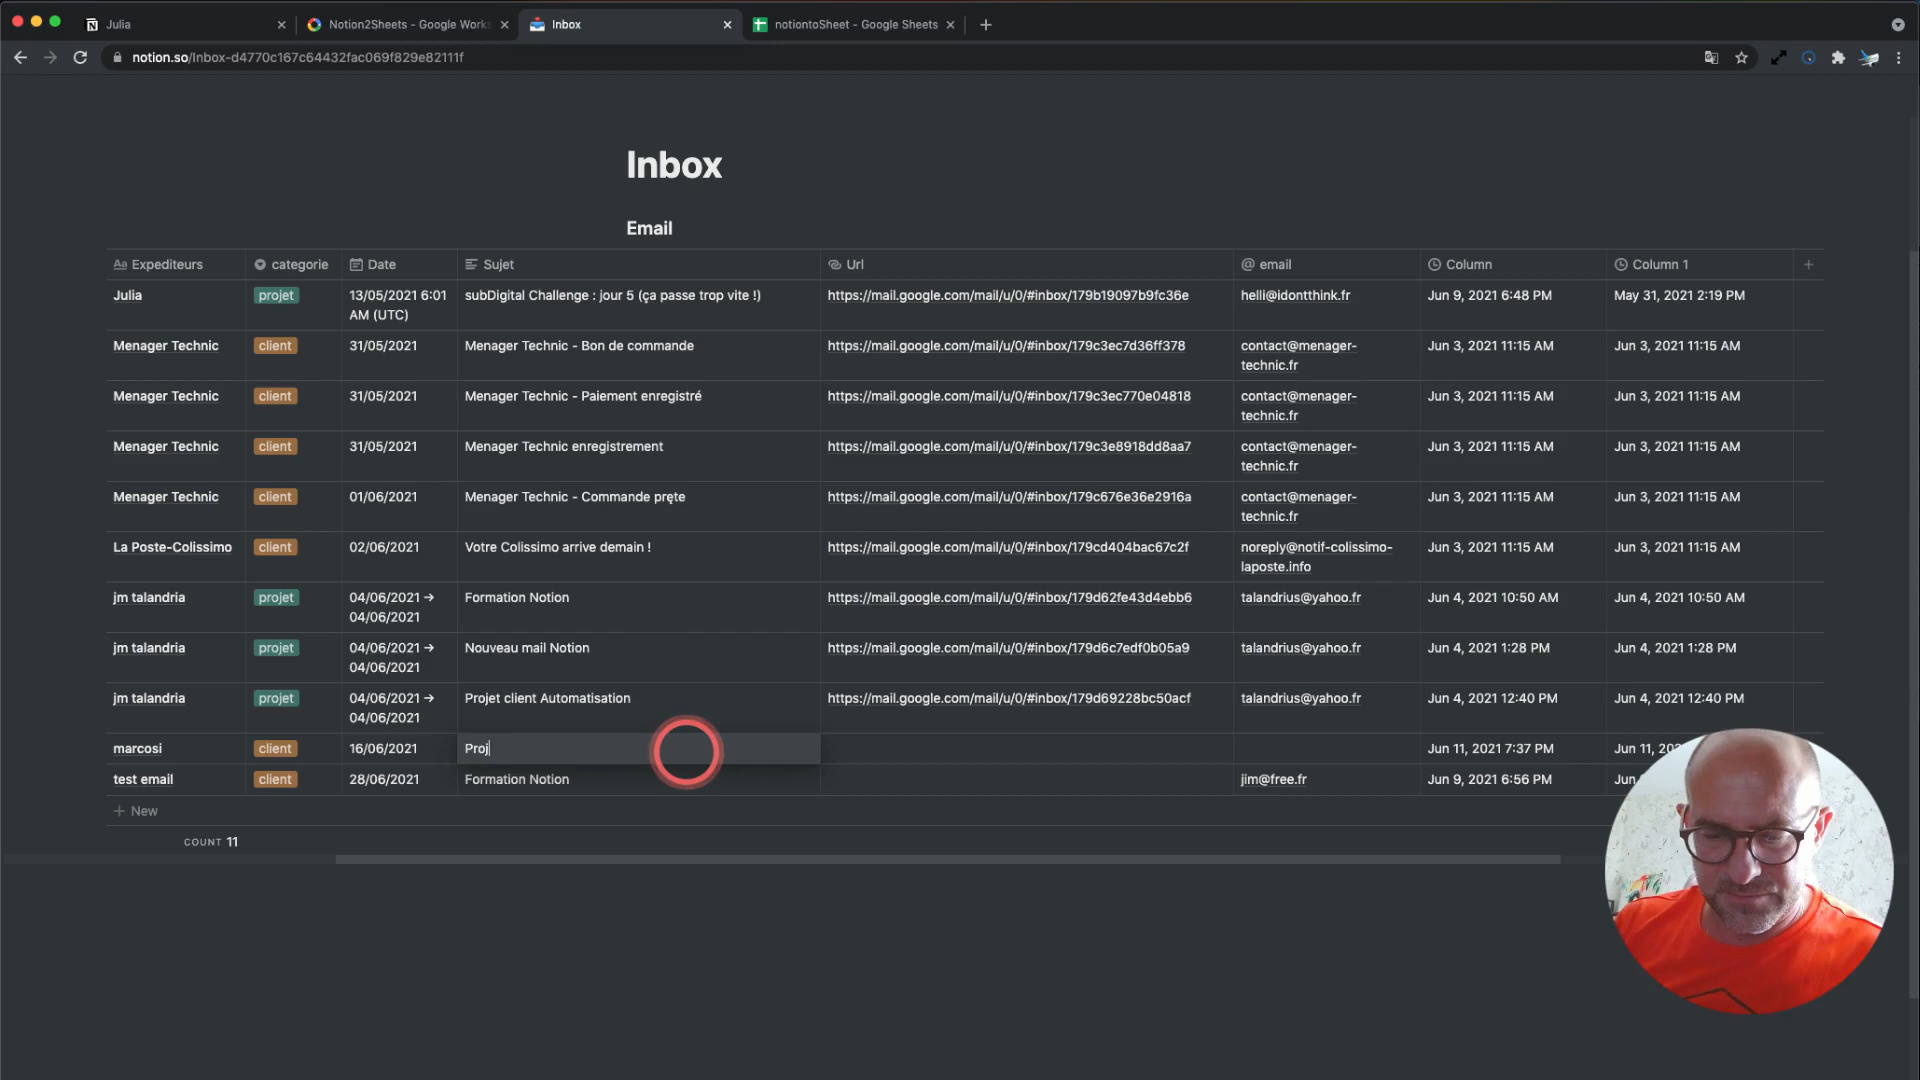 Julia
Notion2Sheets - Google Works
Inbox
notiontoSheet - Google Sheets
notion.so/Inbox-d4770c167c64432fac069f829e82111f
Inbox
Email
Aa Expediteurs categorie Date Sujet Url @ email Column Column 1 +
Julia projet 13/05/2021 6:01 subDigital Challenge : jour 5 (ça passe trop vite !) https://mail.google.com/mail/u/0/#inbox/179b19097b9fc36e helli@idontthink.fr Jun 9, 2021 6:48 PM May 31, 2021 2:19 PM
AM (UTC)
Menager Technic client 31/05/2021 Menager Technic - Bon de commande https://mail.google.com/mail/u/0/#inbox/179c3ec7d36ff378 contact@menager- Jun 3, 2021 11:15 AM Jun 3, 2021 11:15 AM
technic.fr
Menager Technic client 31/05/2021 Menager Technic - Paiement enregistré https://mail.google.com/mail/u/0/#inbox/179c3ec770e04818 contact@menager- Jun 3, 2021 11:15 AM Jun 3, 2021 11:15 AM
technic.fr
Menager Technic client 31/05/2021 Menager Technic enregistrement https://mail.google.com/mail/u/0/#inbox/179c3e8918dd8aa7 contact@menager- Jun 3, 2021 11:15 AM Jun 3, 2021 11:15 AM
technic.fr
Menager Technic client 01/06/2021 Menager Technic - Commande pręte https://mail.google.com/mail/u/0/#inbox/179c676e36e2916a contact@menager- Jun 3, 2021 11:15 AM Jun 3, 2021 11:15 AM
technic.fr
La Poste-Colissimo client 02/06/2021 Votre Colissimo arrive demain ! https://mail.google.com/mail/u/0/#inbox/179cd404bac67c2f noreply@notif-colissimo- Jun 3, 2021 11:15 AM Jun 3, 2021 11:15 AM
laposte.info
jm talandria projet 04/06/2021 → Formation Notion https://mail.google.com/mail/u/0/#inbox/179d62fe43d4ebb6 talandrius@yahoo.fr Jun 4, 2021 10:50 AM Jun 4, 2021 10:50 AM
04/06/2021
jm talandria projet 04/06/2021 → Nouveau mail Notion https://mail.google.com/mail/u/0/#inbox/179d6c7edf0b05a9 talandrius@yahoo.fr Jun 4, 2021 1:28 PM Jun 4, 2021 1:28 PM
04/06/2021
jm talandria projet 04/06/2021 → Projet client Automatisation https://mail.google.com/mail/u/0/#inbox/179d69228bc50acf talandrius@yahoo.fr Jun 4, 2021 12:40 PM Jun 4, 2021 12:40 PM
04/06/2021
marcosi client 16/06/2021 Proj Jun 11, 2021 7:37 PM Jun 11, 202
test email client 28/06/2021 Formation Notion jim@free.fr Jun 9, 2021 6:56 PM Jun
+ New
COUNT 11